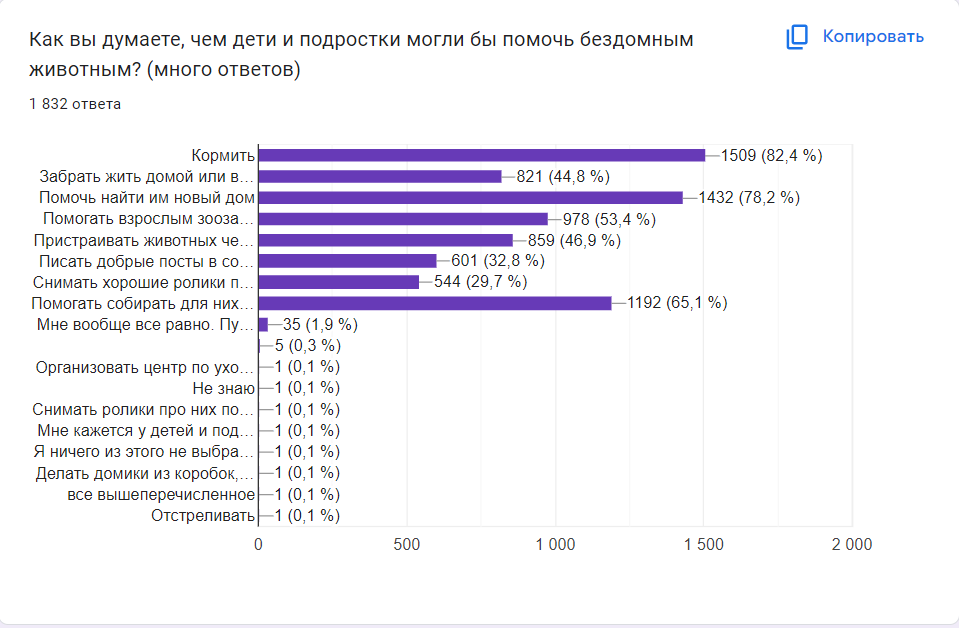 Как вы думаете, чем дети и подростки могли бы помочь бездомным
животным? (много ответов)
Копировать
1 832 ответа
Кормить 1509 (82,4 %)
Забрать жить домой или в… 821 (44,8 %)
Помочь найти им новый дом 1432 (78,2 %)
Помогать взрослым зооза… 978 (53,4 %)
Пристраивать животных че… 859 (46,9 %)
Писать добрые посты в со… 601 (32,8 %)
Снимать хорошие ролики п… 544 (29,7 %)
Помогать собирать для них… 1192 (65,1 %)
Мне вообще все равно. Пу… 35 (1,9 %)
5 (0,3 %)
Организовать центр по ухо… 1 (0,1 %)
Не знаю 1 (0,1 %)
Снимать ролики про них по… 1 (0,1 %)
Мне кажется у детей и под… 1 (0,1 %)
Я ничего из этого не выбра… 1 (0,1 %)
Делать домики из коробок,… 1 (0,1 %)
все вышеперечисленное 1 (0,1 %)
Отстреливать 1 (0,1 %)
0 500 1 000 1 500 2 000